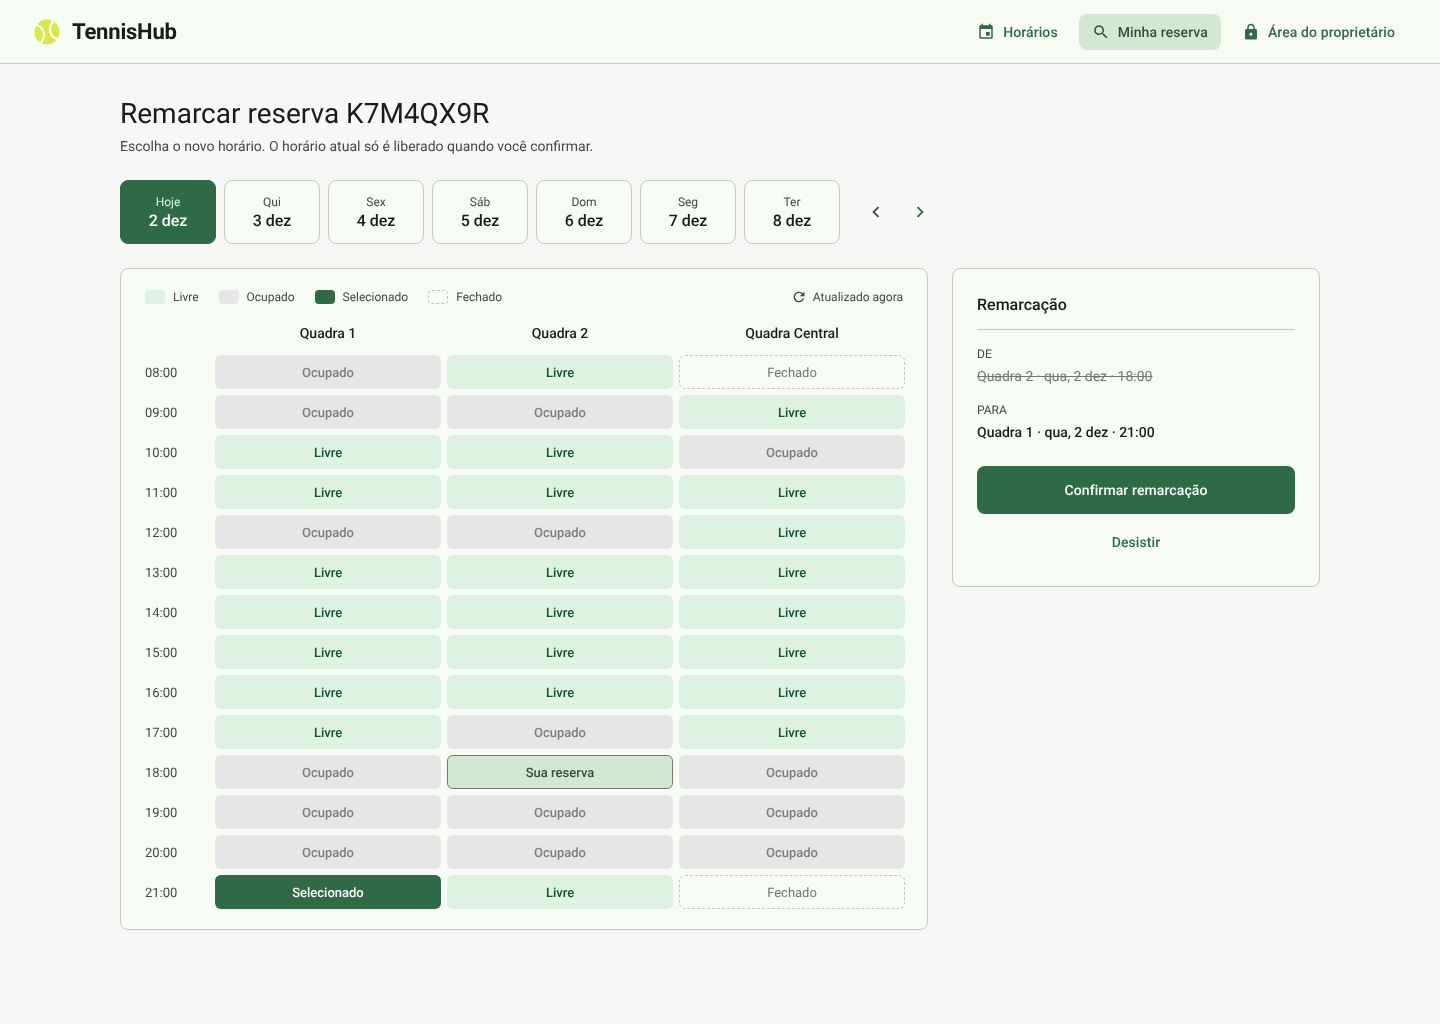 TennisHub
Horários
Minha reserva
Área do proprietário
Remarcar reserva K7M4QX9R
Escolha o novo horário. O horário atual só é liberado quando você confirmar.
Hoje
2 dez
Qui
3 dez
Sex
4 dez
Sáb
5 dez
Dom
6 dez
Seg
7 dez
Ter
8 dez
Livre Ocupado Selecionado Fechado Atualizado agora
Quadra 1 Quadra 2 Quadra Central
08:00 Ocupado Livre Fechado
09:00 Ocupado Ocupado Livre
10:00 Livre Livre Ocupado
11:00 Livre Livre Livre
12:00 Ocupado Ocupado Livre
13:00 Livre Livre Livre
14:00 Livre Livre Livre
15:00 Livre Livre Livre
16:00 Livre Livre Livre
17:00 Livre Ocupado Livre
18:00 Ocupado Sua reserva Ocupado
19:00 Ocupado Ocupado Ocupado
20:00 Ocupado Ocupado Ocupado
21:00 Selecionado Livre Fechado
Remarcação
DE
Quadra 2 · qua, 2 dez · 18:00
PARA
Quadra 1 · qua, 2 dez · 21:00
Confirmar remarcação
Desistir